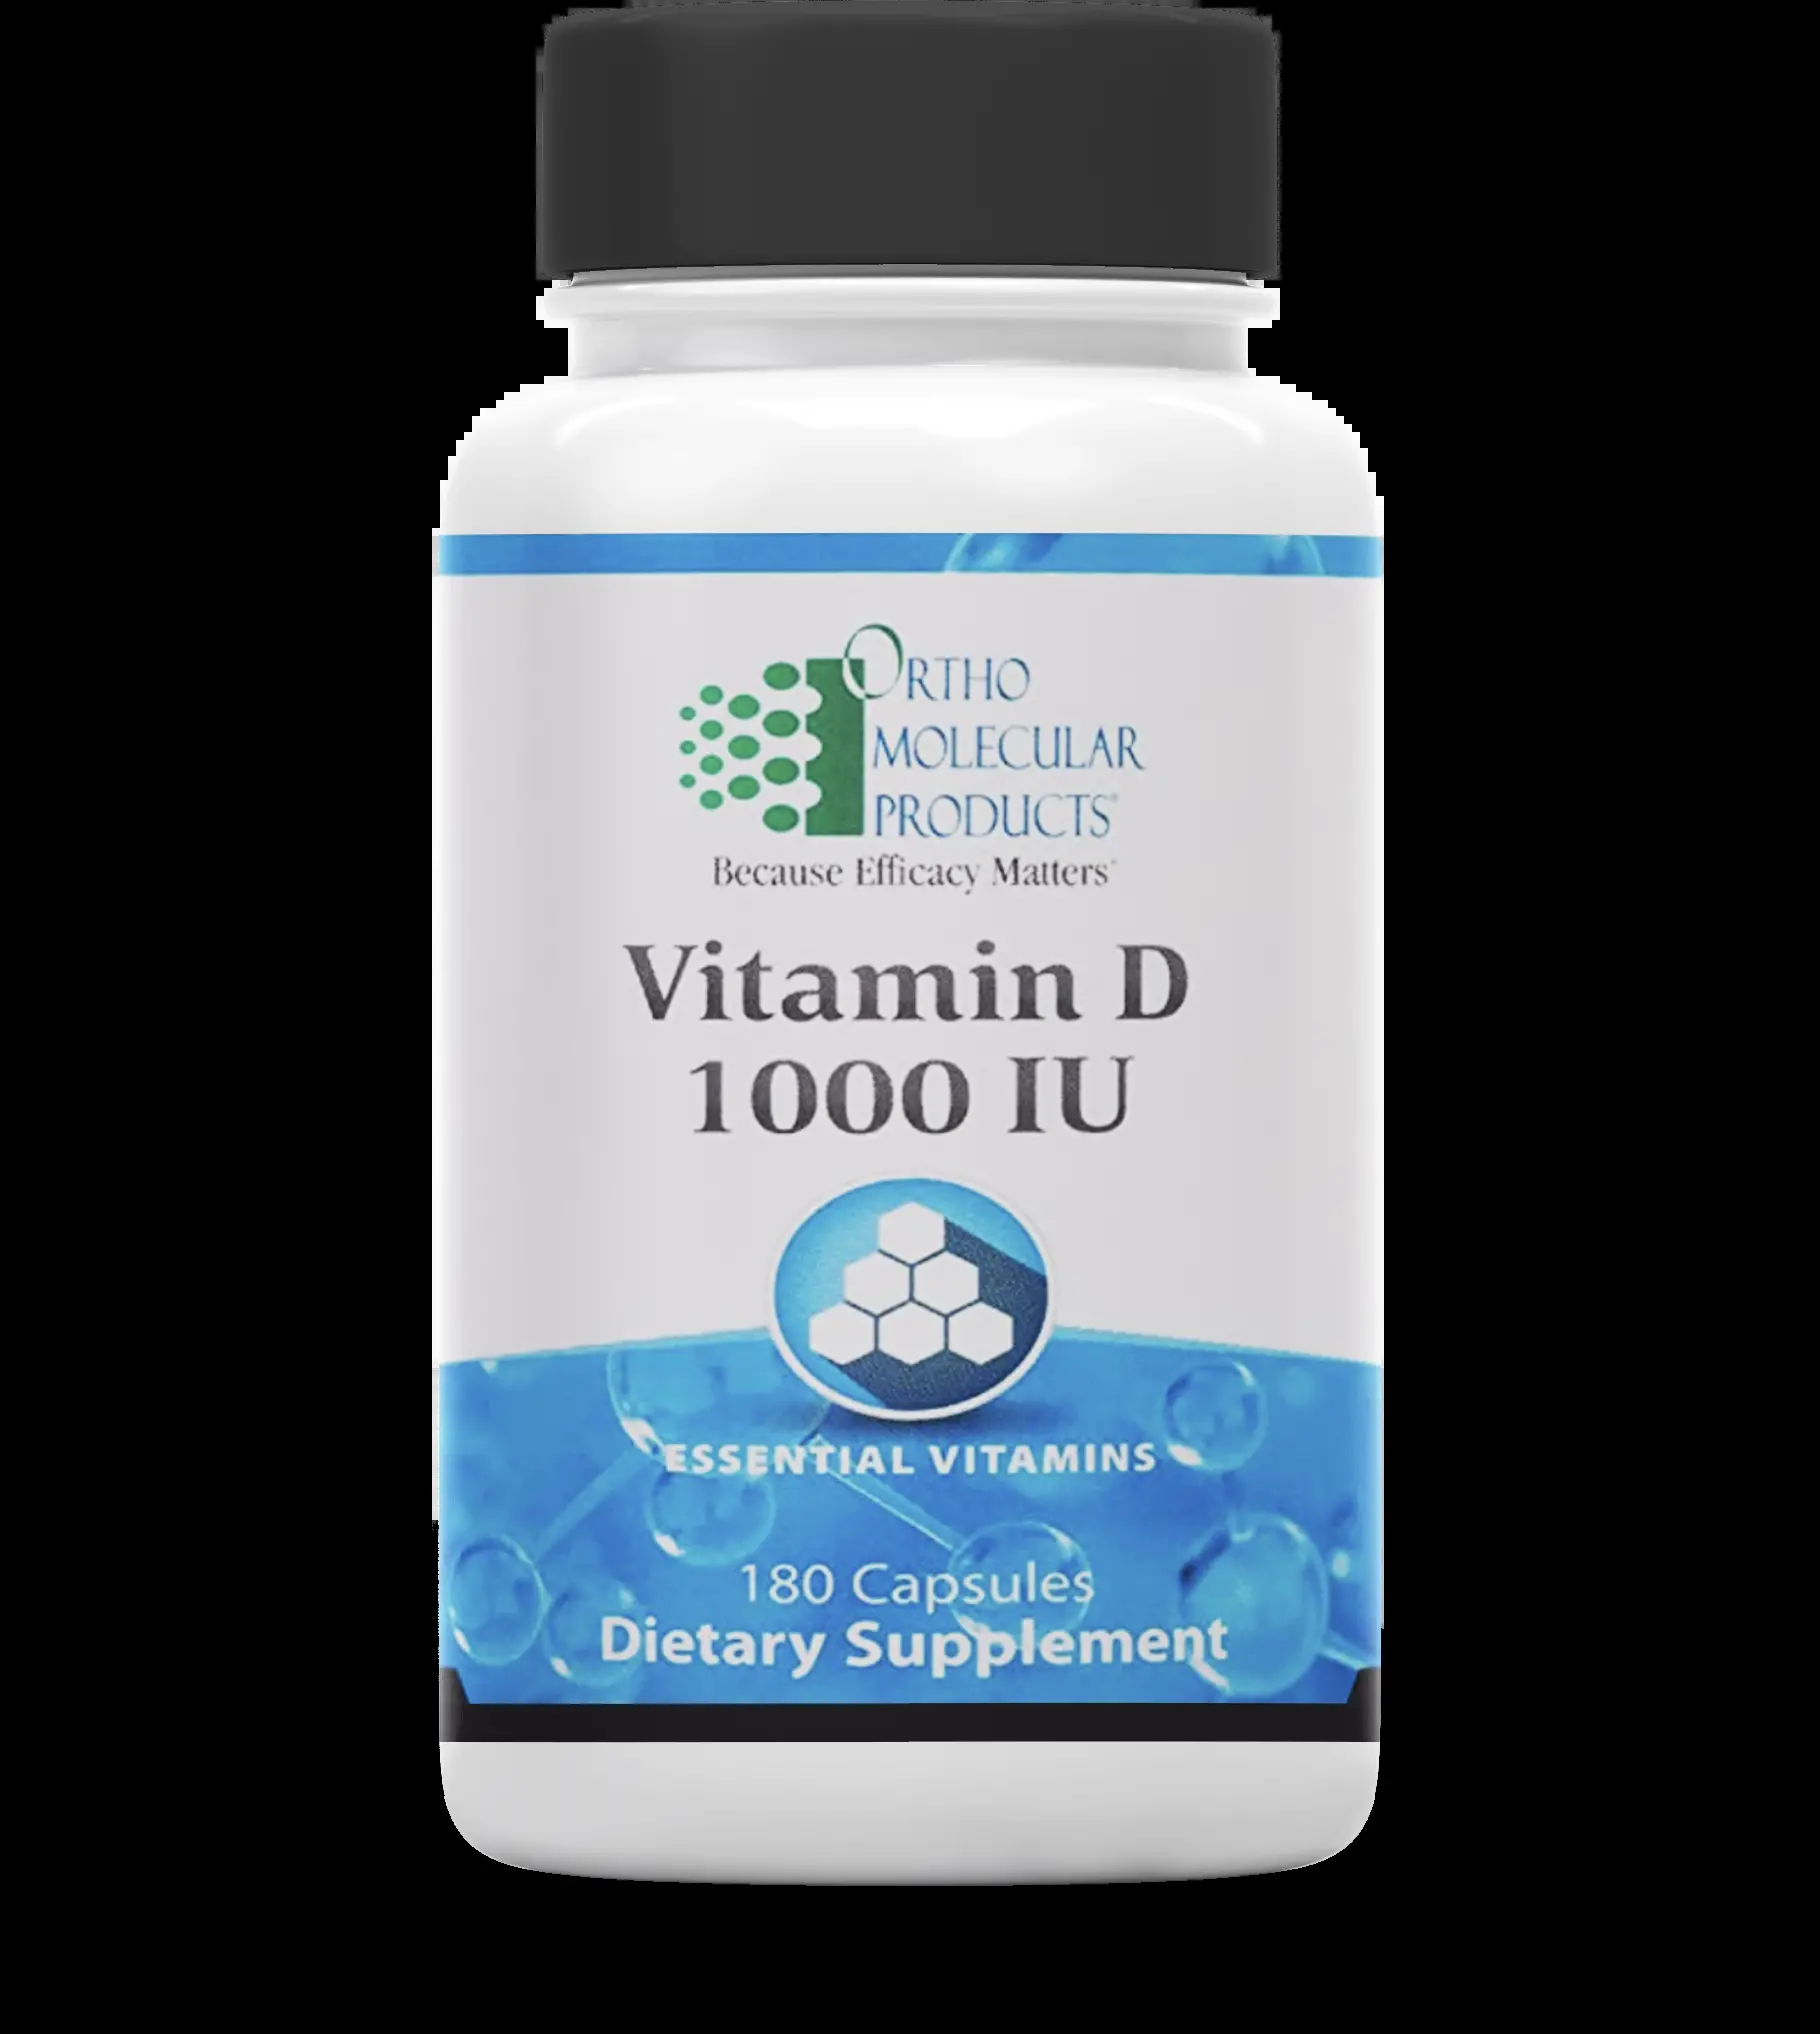 ORTHO
MOLECULAR
PRODUCTS®
Because Efficacy Matters®
Vitamin D
1000 IU
ESSENTIAL VITAMINS
180 Capsules
Dietary Supplement